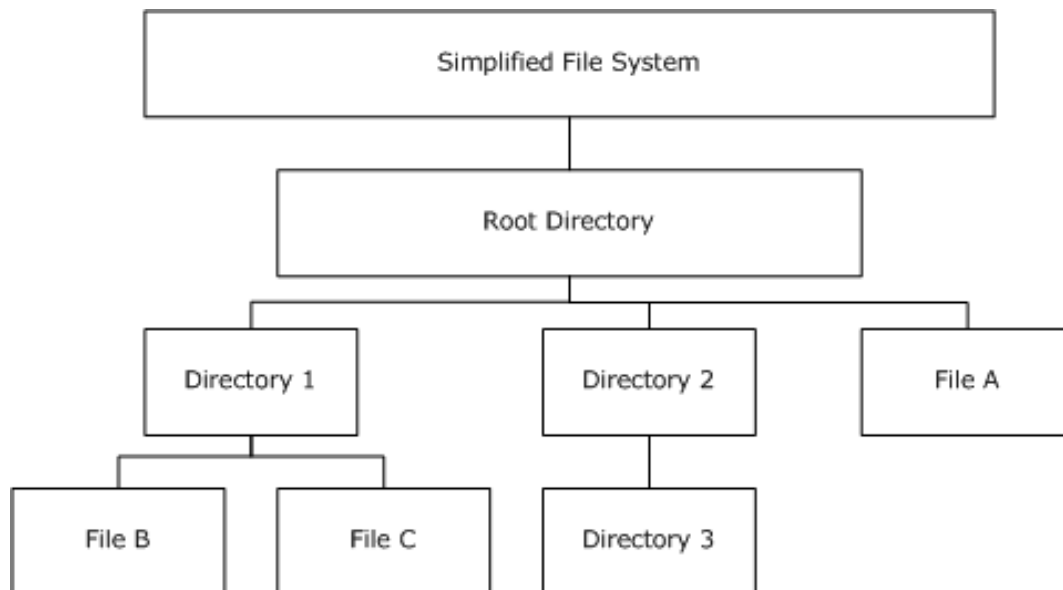 Simplified File System
Root Directory
Directory 1
Directory 2
File A
File B
File C
Directory 3